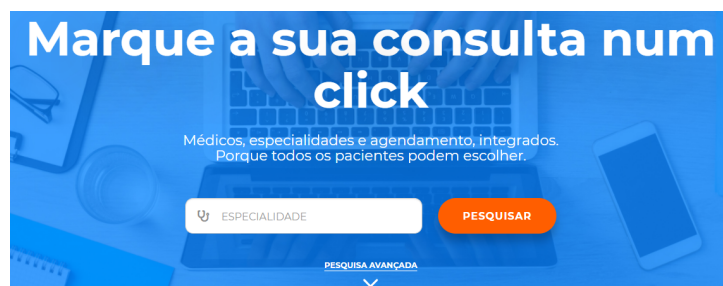 Marque a sua consulta num
click
Médicos, especialidades e agendamento, integrados.
Porque todos os pacientes podem escolher.
ESPECIALIDADE
PESQUISAR
PESQUISA AVANÇADA